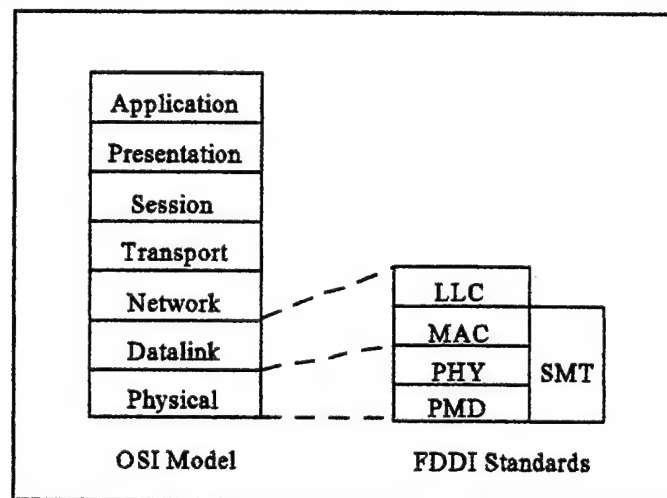 Application
Presentation
Session
Transport
Network
Datalink
Physical
OSI Model
LLC
MAC
PHY
PMD
SMT
FDDI Standards